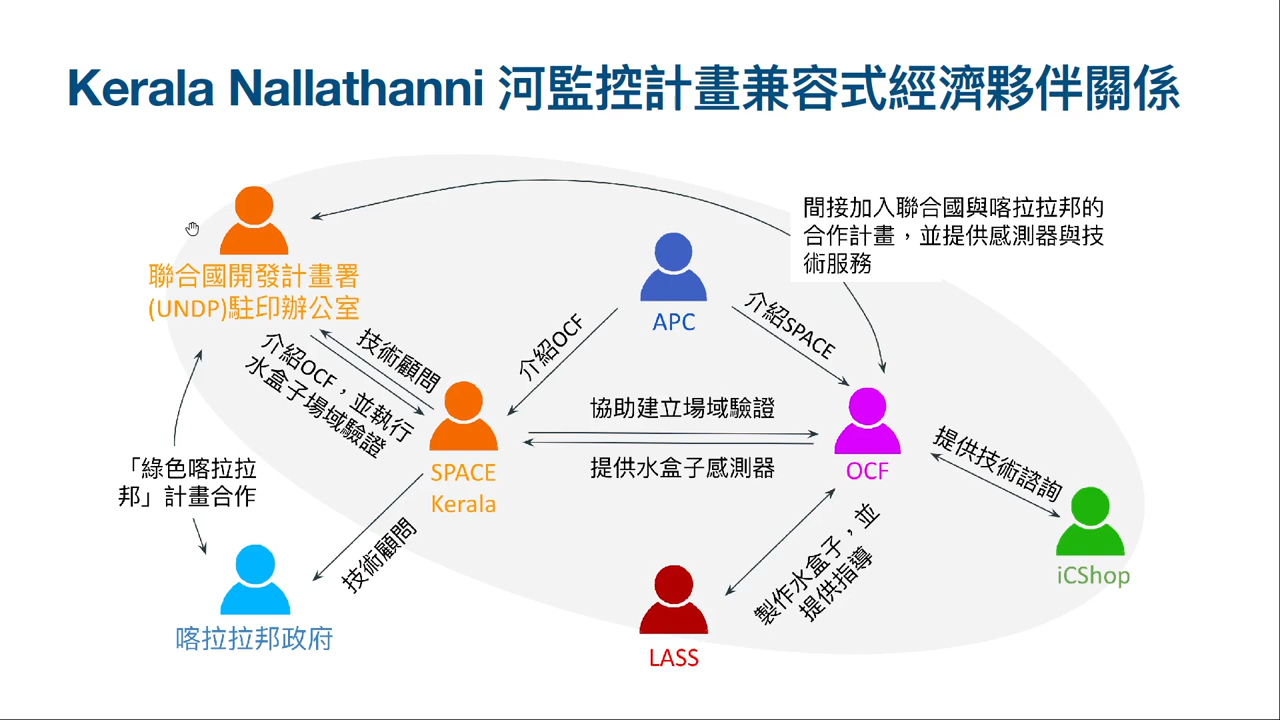 Kerala Nallathanni 河監控計畫兼容式經濟夥伴關係
間接加入聯合國與喀拉拉邦的
合作計畫，並提供感測器與技
術服務
聯合國開發計畫署
(UNDP)駐印辦公室
APC
介紹SPACE
介紹OCF
技術顧問
介紹OCF，並執行
水盒子場域驗證
協助建立場域驗證
提供水盒子感測器
SPACE
Kerala
OCF
提供技術諮詢
「綠色喀拉拉
邦」計畫合作
技術顧問
製作水盒子，並
提供指導
iCShop
喀拉拉邦政府
LASS